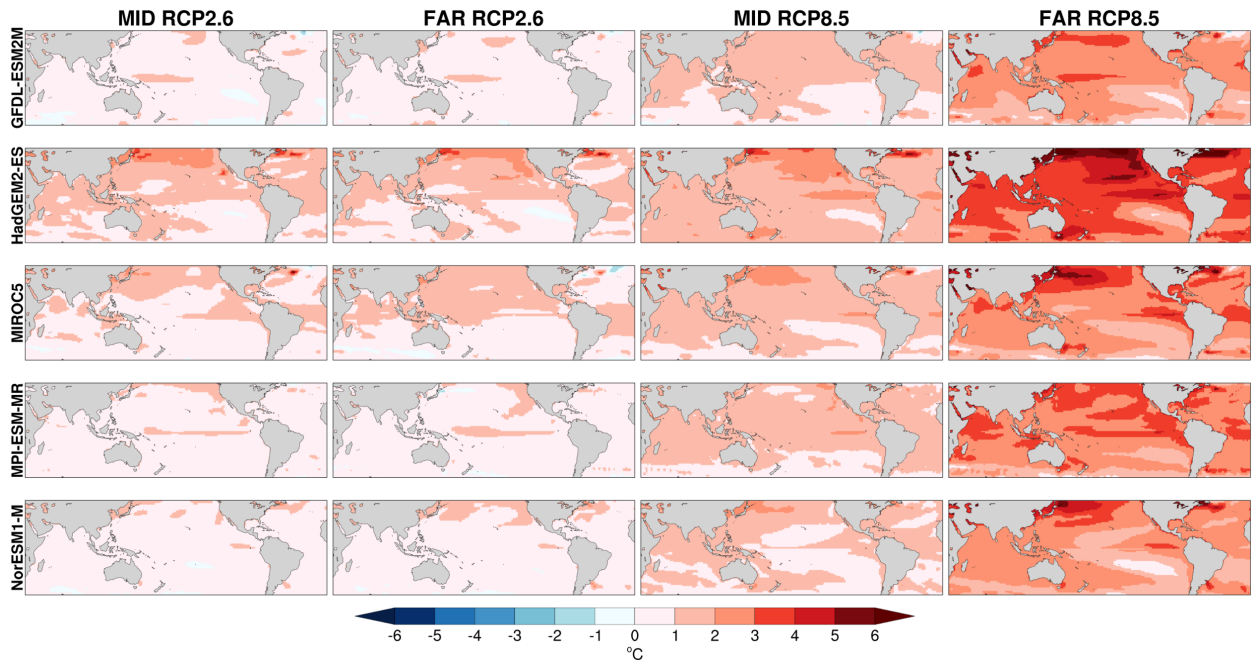 MID RCP2.6 FAR RCP2.6 MID RCP8.5 FAR RCP8.5
GFDL-ESM2M
HadGEM2-ES
MIROC5
MPI-ESM-MR
NorESM1-M
-6 -5 -4 -3 -2 -1 0 1 2 3 4 5 6
°C